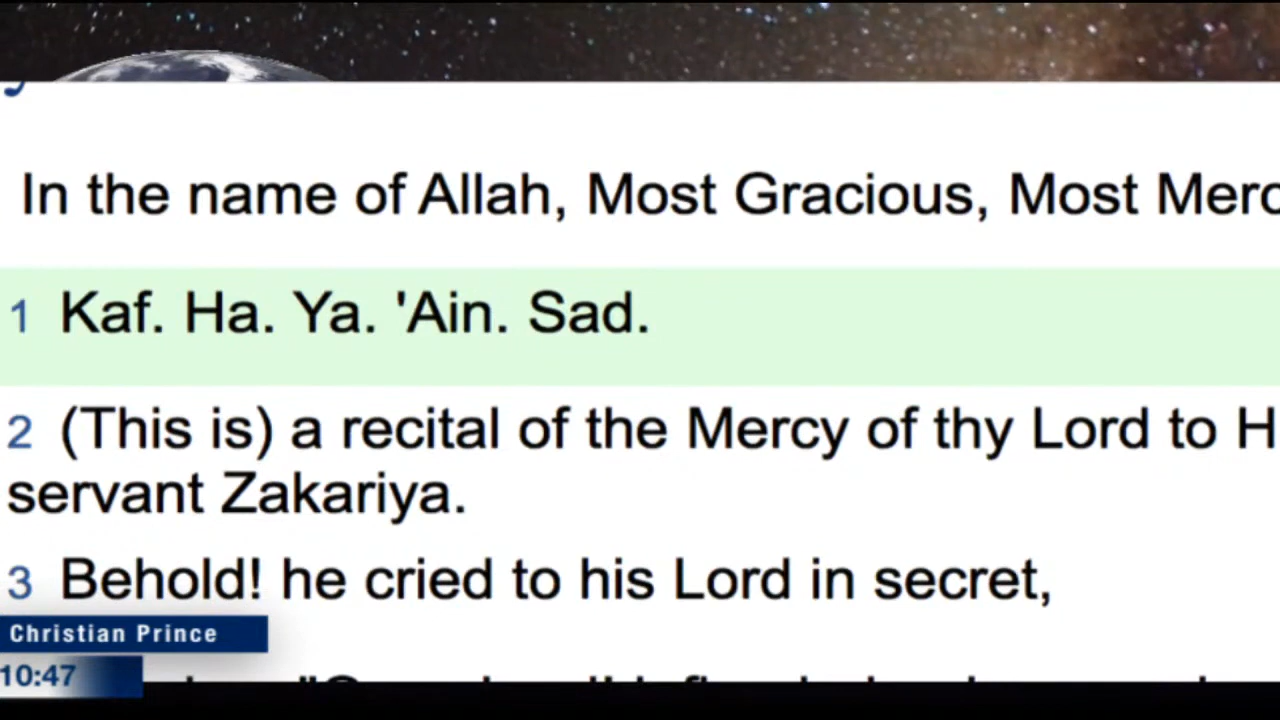 In the name of Allah, Most Gracious, Most
1 Kaf. Ha. Ya. 'Ain. Sad.
2 (This is) a recital of the Mercy of thy Lord to
servant Zakariya.
3 Behold! he cried to his Lord in secret,
Christian Prince
10:47